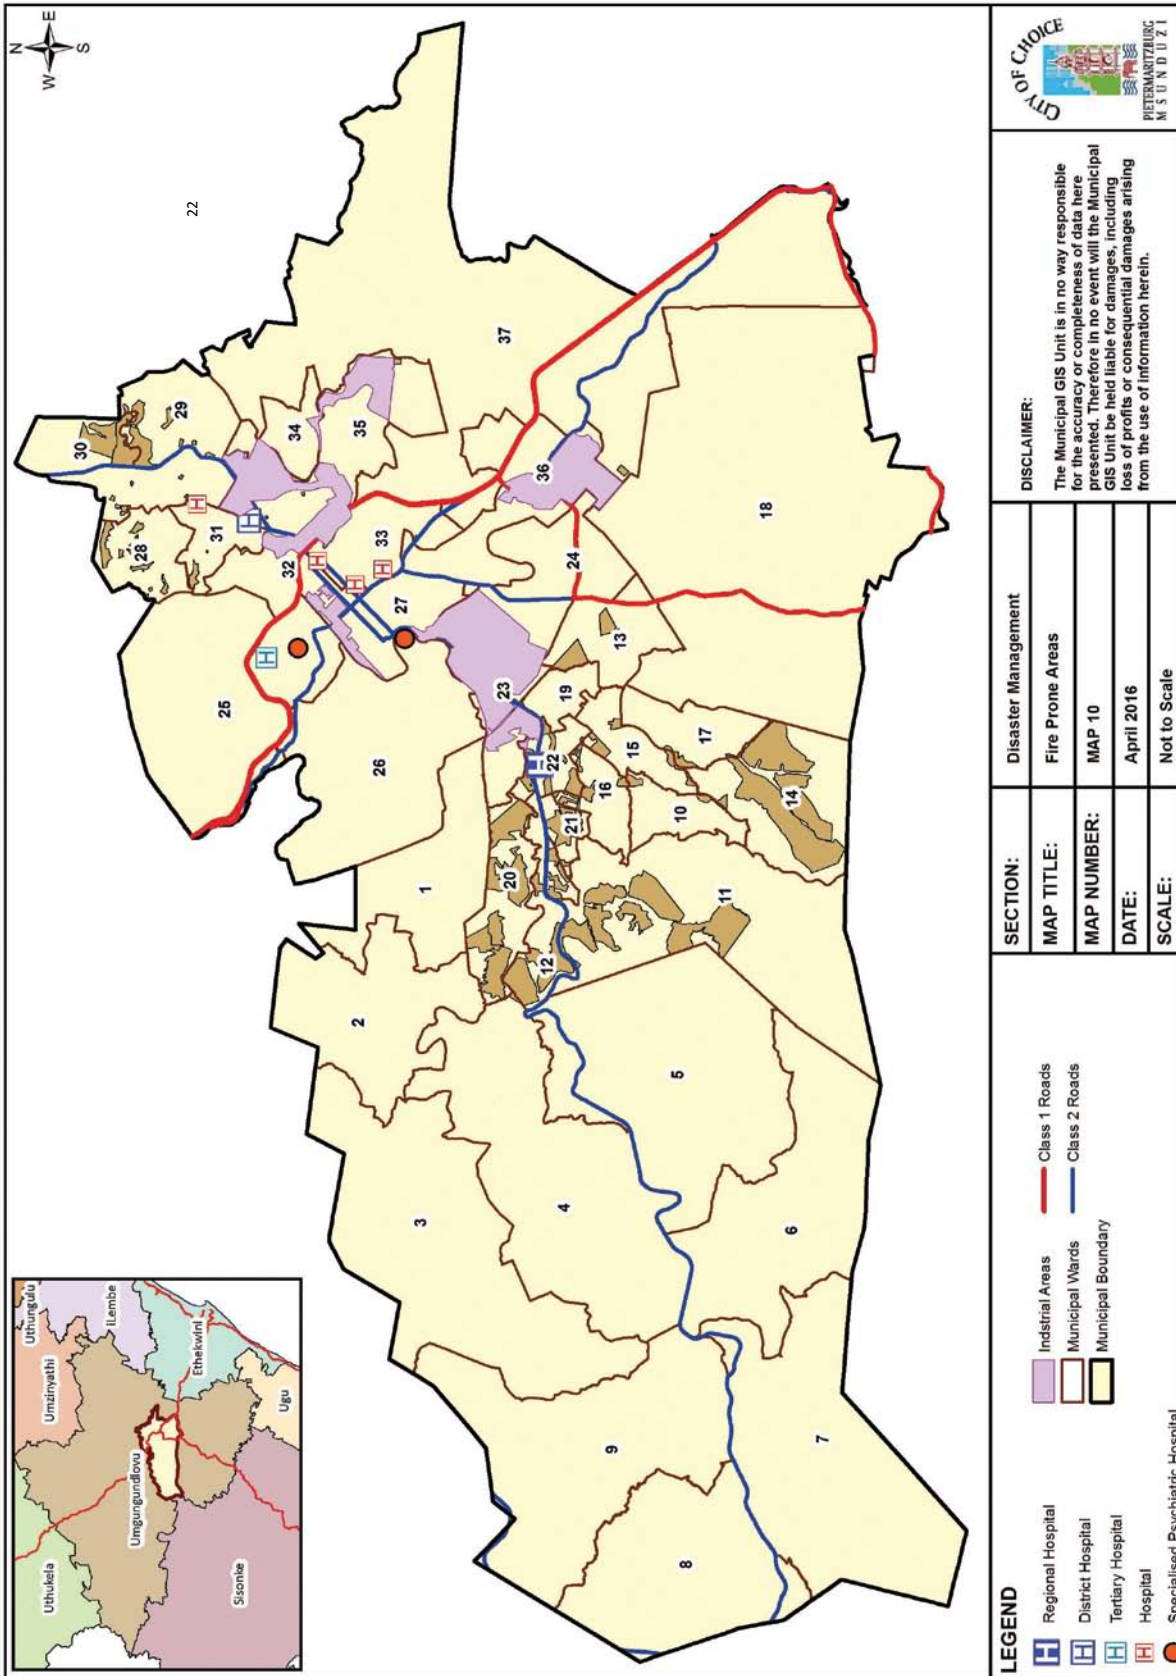 22
N
E
S
W
Uthukela
Umzinyathi
Uthungulu
iLembe
Umgungundlovu
Ethekwini
Ugu
Sisonke
1
2
3
4
5
6
7
8
9
10
11
12
13
14
15
16
17
18
19
20
21
22
23
24
25
26
27
28
29
30
31
32
33
34
35
36
37
H
H
H
H
H
H
H
H
LEGEND
H Regional Hospital
H District Hospital
H Tertiary Hospital
H Hospital
Specialised Psychiatric Hospital
Indstrial Areas
Municipal Wards
Municipal Boundary
Class 1 Roads
Class 2 Roads
SECTION: Disaster Management
MAP TITLE: Fire Prone Areas
MAP NUMBER: MAP 10
DATE: April 2016
SCALE: Not to Scale
DISCLAIMER:
The Municipal GIS Unit is in no way responsible
for the accuracy or completeness of data here
presented. Therefore in no event will the Municipal
GIS Unit be held liable for damages, including
loss of profits or consequential damages arising
from the use of information herein.
CITY OF CHOICE
PIETERMARITZBURG
MSUNDUZI